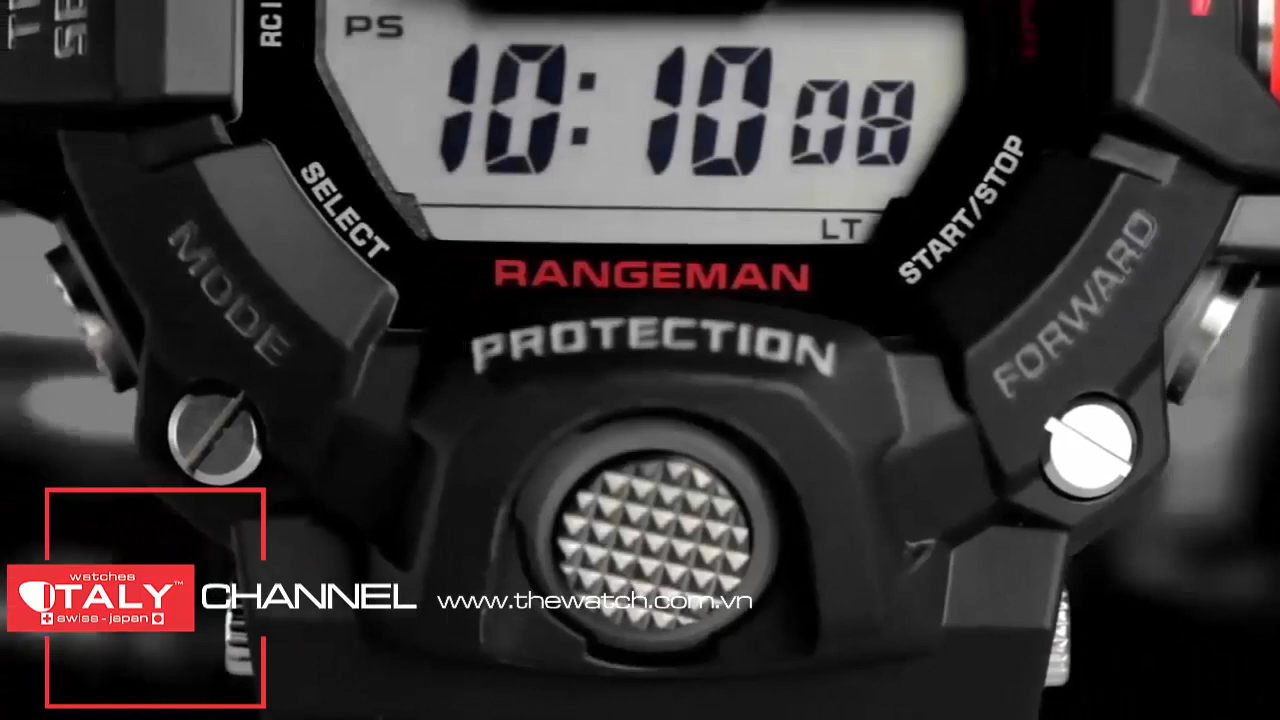 PS
10:10 08
SELECT
START/STOP
LT
MODE
FORWARD
RANGEMAN
PROTECTION
watches
ITALY™
swiss - japan
CHANNEL
www.thewatch.com.vn